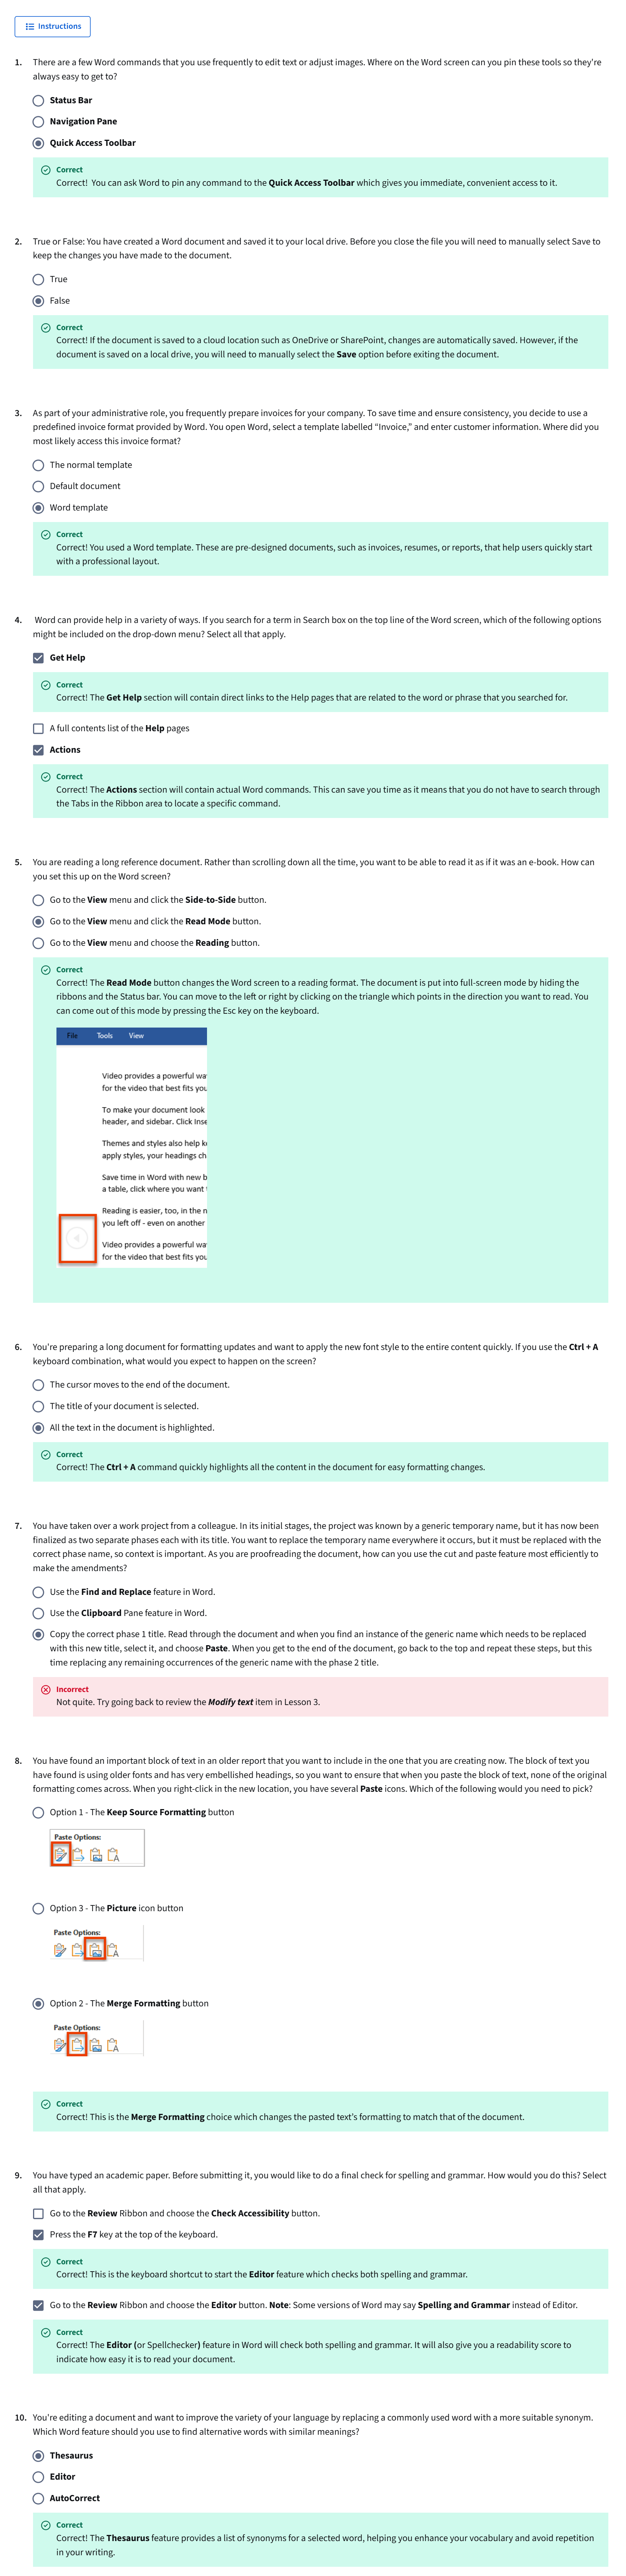 Instructions
1. There are a few Word commands that you use frequently to edit text or adjust images. Where on the Word screen can you pin these tools so they're
always easy to get to?
Status Bar
Navigation Pane
Quick Access Toolbar
Correct
Correct! You can ask Word to pin any command to the Quick Access Toolbar which gives you immediate, convenient access to it.
2. True or False: You have created a Word document and saved it to your local drive. Before you close the file you will need to manually select Save to
keep the changes you have made to the document.
True
False
Correct
Correct! If the document is saved to a cloud location such as OneDrive or SharePoint, changes are automatically saved. However, if the
document is saved on a local drive, you will need to manually select the Save option before exiting the document.
3. As part of your administrative role, you frequently prepare invoices for your company. To save time and ensure consistency, you decide to use a
predefined invoice format provided by Word. You open Word, select a template labelled “Invoice,” and enter customer information. Where did you
most likely access this invoice format?
The normal template
Default document
Word template
Correct
Correct! You used a Word template. These are pre-designed documents, such as invoices, resumes, or reports, that help users quickly start
with a professional layout.
4. Word can provide help in a variety of ways. If you search for a term in Search box on the top line of the Word screen, which of the following options
might be included on the drop-down menu? Select all that apply.
Get Help
Correct
Correct! The Get Help section will contain direct links to the Help pages that are related to the word or phrase that you searched for.
A full contents list of the Help pages
Actions
Correct
Correct! The Actions section will contain actual Word commands. This can save you time as it means that you do not have to search through
the Tabs in the Ribbon area to locate a specific command.
5. You are reading a long reference document. Rather than scrolling down all the time, you want to be able to read it as if it was an e-book. How can
you set this up on the Word screen?
Go to the View menu and click the Side-to-Side button.
Go to the View menu and click the Read Mode button.
Go to the View menu and choose the Reading button.
Correct
Correct! The Read Mode button changes the Word screen to a reading format. The document is put into full-screen mode by hiding the
ribbons and the Status bar. You can move to the left or right by clicking on the triangle which points in the direction you want to read. You
can come out of this mode by pressing the Esc key on the keyboard.
File Tools View
Video provides a powerful wa
for the video that best fits you
To make your document look
header, and sidebar. Click Inse
Themes and styles also help k
apply styles, your headings ch
Save time in Word with new b
a table, click where you want
Reading is easier, too, in the n
you left off - even on another
Video provides a powerful wa
for the video that best fits you
6. You're preparing a long document for formatting updates and want to apply the new font style to the entire content quickly. If you use the Ctrl + A
keyboard combination, what would you expect to happen on the screen?
The cursor moves to the end of the document.
The title of your document is selected.
All the text in the document is highlighted.
Correct
Correct! The Ctrl + A command quickly highlights all the content in the document for easy formatting changes.
7. You have taken over a work project from a colleague. In its initial stages, the project was known by a generic temporary name, but it has now been
finalized as two separate phases each with its title. You want to replace the temporary name everywhere it occurs, but it must be replaced with the
correct phase name, so context is important. As you are proofreading the document, how can you use the cut and paste feature most efficiently to
make the amendments?
Use the Find and Replace feature in Word.
Use the Clipboard Pane feature in Word.
Copy the correct phase 1 title. Read through the document and when you find an instance of the generic name which needs to be replaced
with this new title, select it, and choose Paste. When you get to the end of the document, go back to the top and repeat these steps, but this
time replacing any remaining occurrences of the generic name with the phase 2 title.
Incorrect
Not quite. Try going back to review the Modify text item in Lesson 3.
8. You have found an important block of text in an older report that you want to include in the one that you are creating now. The block of text you
have found is using older fonts and has very embellished headings, so you want to ensure that when you paste the block of text, none of the original
formatting comes across. When you right-click in the new location, you have several Paste icons. Which of the following would you need to pick?
Option 1 - The Keep Source Formatting button
Paste Options:
Option 3 - The Picture icon button
Paste Options:
Option 2 - The Merge Formatting button
Paste Options:
Correct
Correct! This is the Merge Formatting choice which changes the pasted text's formatting to match that of the document.
9. You have typed an academic paper. Before submitting it, you would like to do a final check for spelling and grammar. How would you do this? Select
all that apply.
Go to the Review Ribbon and choose the Check Accessibility button.
Press the F7 key at the top of the keyboard.
Correct
Correct! This is the keyboard shortcut to start the Editor feature which checks both spelling and grammar.
Go to the Review Ribbon and choose the Editor button. Note: Some versions of Word may say Spelling and Grammar instead of Editor.
Correct
Correct! The Editor (or Spellchecker) feature in Word will check both spelling and grammar. It will also give you a readability score to
indicate how easy it is to read your document.
10. You're editing a document and want to improve the variety of your language by replacing a commonly used word with a more suitable synonym.
Which Word feature should you use to find alternative words with similar meanings?
Thesaurus
Editor
AutoCorrect
Correct
Correct! The Thesaurus feature provides a list of synonyms for a selected word, helping you enhance your vocabulary and avoid repetition
in your writing.